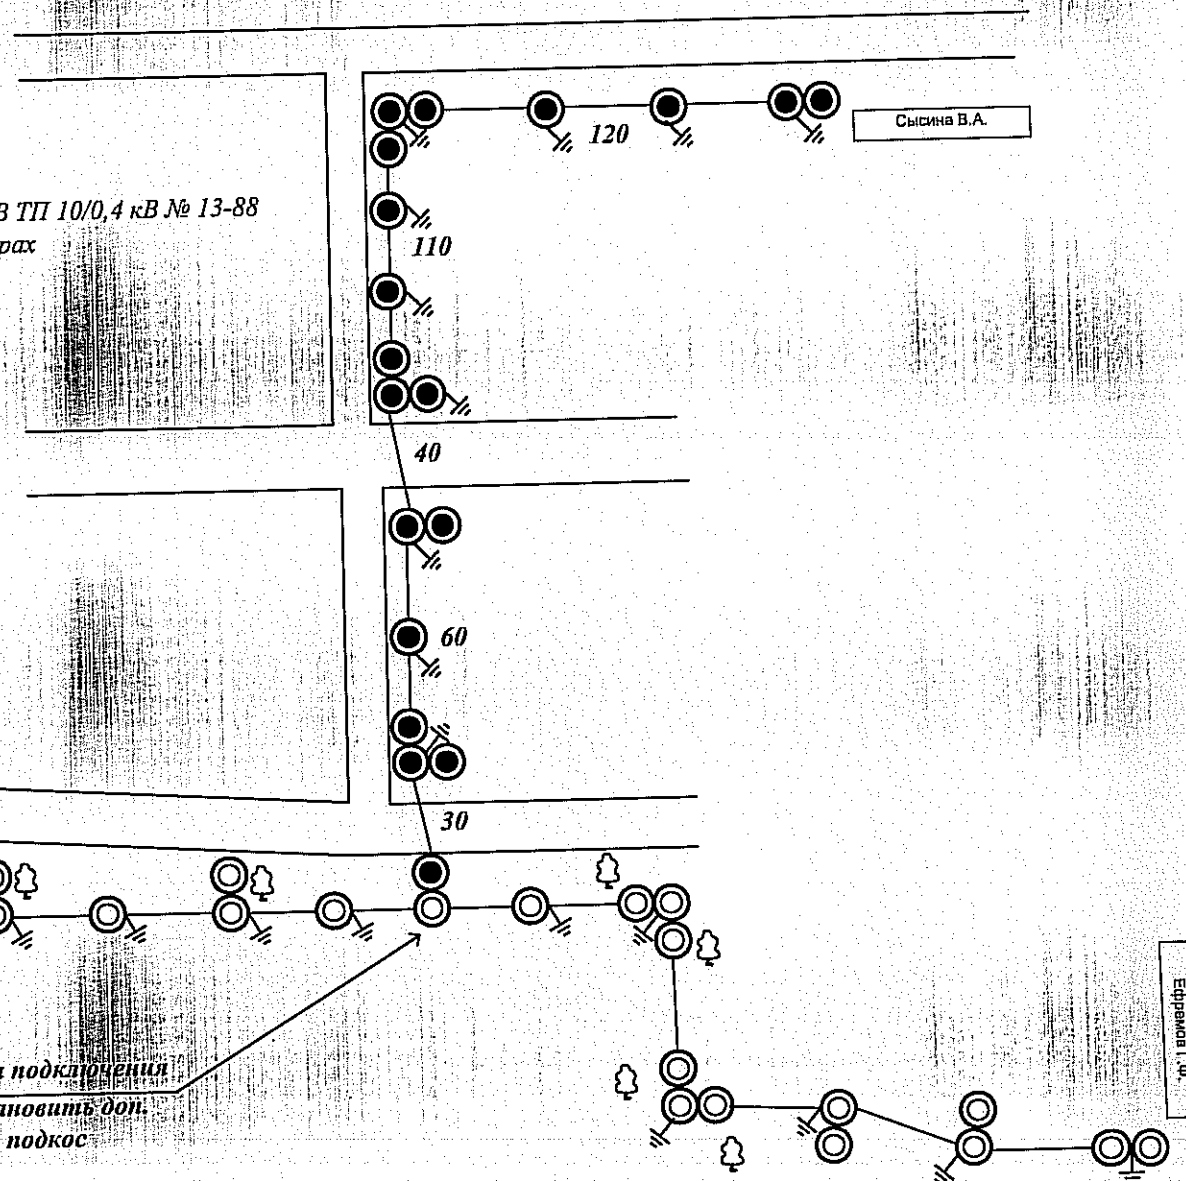 Сысина В.А.
120
В ТП 10/0,4 кВ № 13-88
рах
110
40
60
30
подключения
ановить доп.
подкос
Ефрамов Г.Ф.